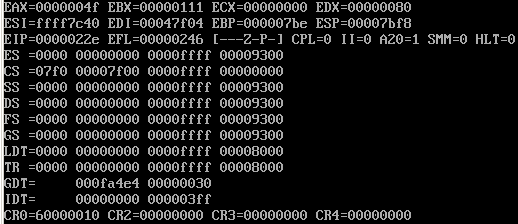 EAX=0000004f EBX=00000111 ECX=00000000 EDX=00000080
ESI=ffff7c40 EDI=00047f04 EBP=000007be ESP=00007bf8
EIP=0000022e EFL=00000246 [---Z-P-] CPL=0 II=0 A20=1 SMM=0 HLT=0
ES =0000 00000000 0000ffff 00009300
CS =07f0 00007f00 0000ffff 00000000
SS =0000 00000000 0000ffff 00009300
DS =0000 00000000 0000ffff 00009300
FS =0000 00000000 0000ffff 00009300
GS =0000 00000000 0000ffff 00009300
LDT=0000 00000000 0000ffff 00008000
TR =0000 00000000 0000ffff 00008000
GDT= 000fa4e4 00000030
IDT= 00000000 000003ff
CR0=60000010 CR2=00000000 CR3=00000000 CR4=00000000